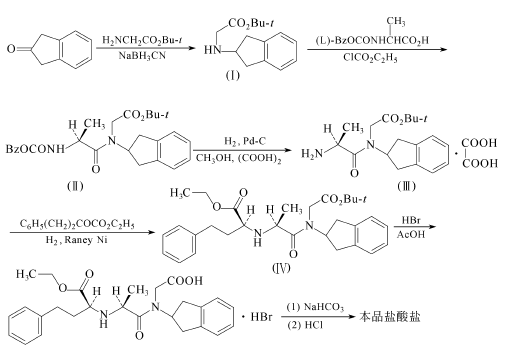 CO₂Bu-t
O
H₂NCH₂CO₂Bu-t
NaBH₃CN
HN
(Ⅰ)
CH₃
(L)-BzOCONH CO₂H
ClCO₂C₂H₅
CO₂Bu-t
H CH₃
BzOCONH
N
O
(Ⅱ)
H₂, Pd-C
CH₃OH, (COOH)₂
CO₂Bu-t
H CH₃
H₂N
N
O
(Ⅲ)
· COOH
COOH
C₆H₅(CH₂)₂COCO₂C₂H₅
H₂, Raney Ni
H₃C O O
H H CH₃ CO₂Bu-t
N N
H O
(Ⅳ)
HBr
AcOH
H₃C O O
H H CH₃ COOH
N N
H O
· HBr
(1) NaHCO₃
(2) HCl
本品盐酸盐